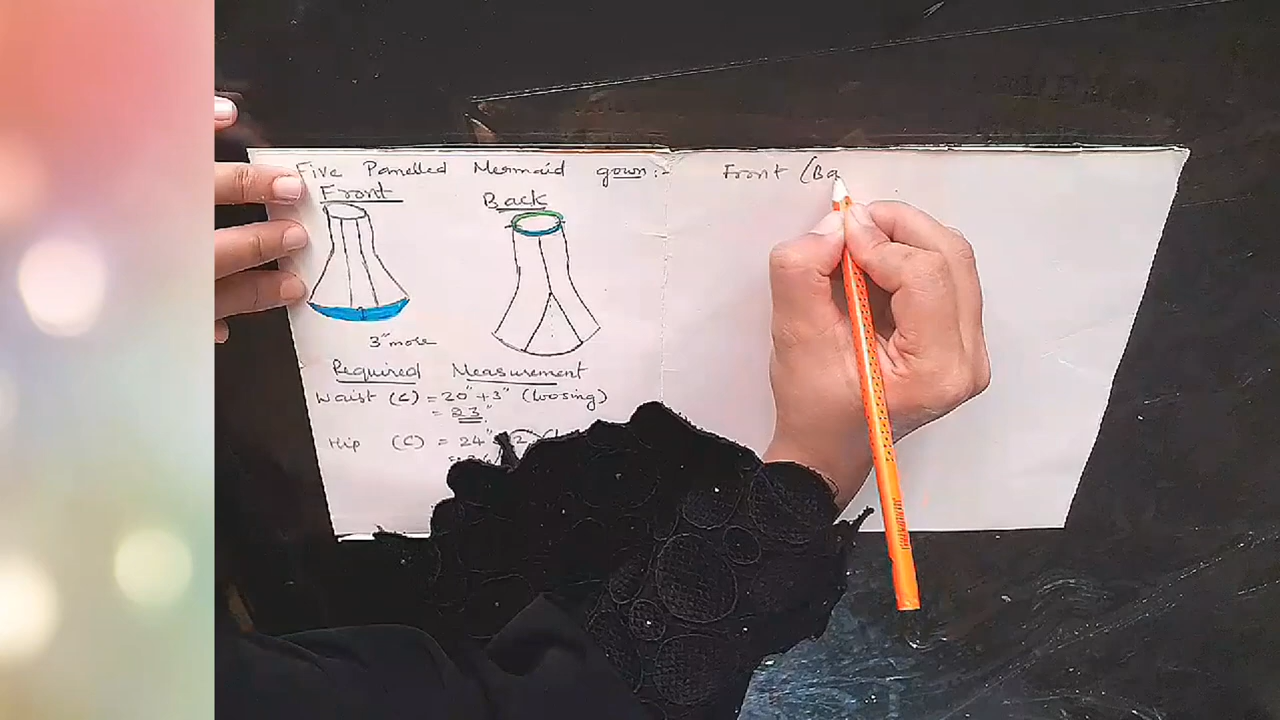 Five Panelled Mermaid gown:-
Front
Back
3" more
Required Measurement
Waist (C) = 20" + 3" (loosing)
= 23"
Hip (C) = 24"
Front (Ba